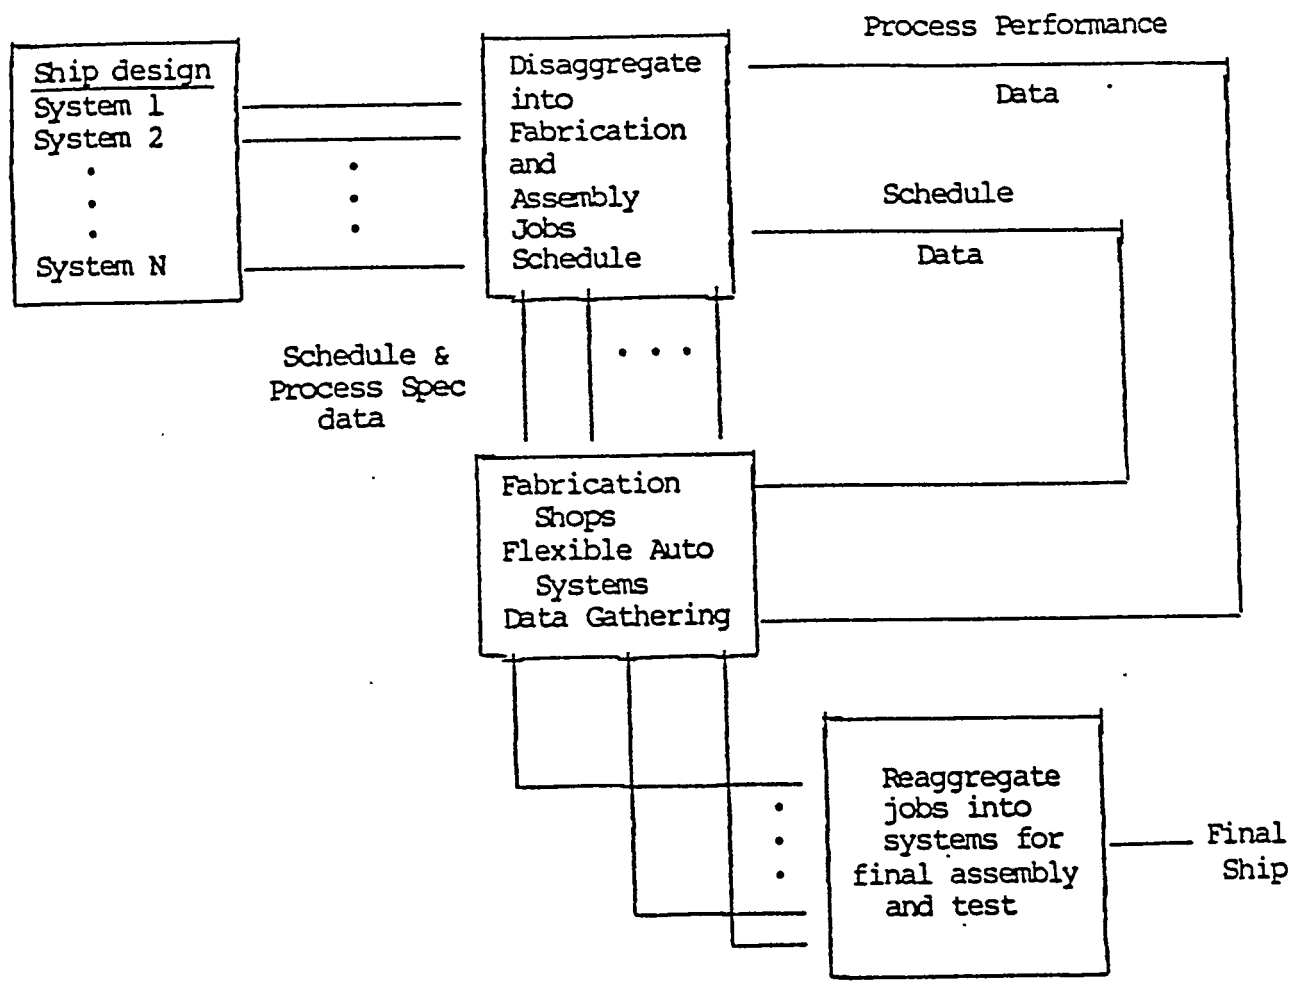 Process Performance
Data
Ship design
System 1
System 2
System N
Disaggregate
into
Fabrication
and
Assembly
Jobs
Schedule
Schedule
Data
Schedule &
Process Spec
data
Fabrication
Shops
Flexible Auto
Systems
Data Gathering
Reaggregate
jobs into
systems for
final assembly
and test
Final
Ship